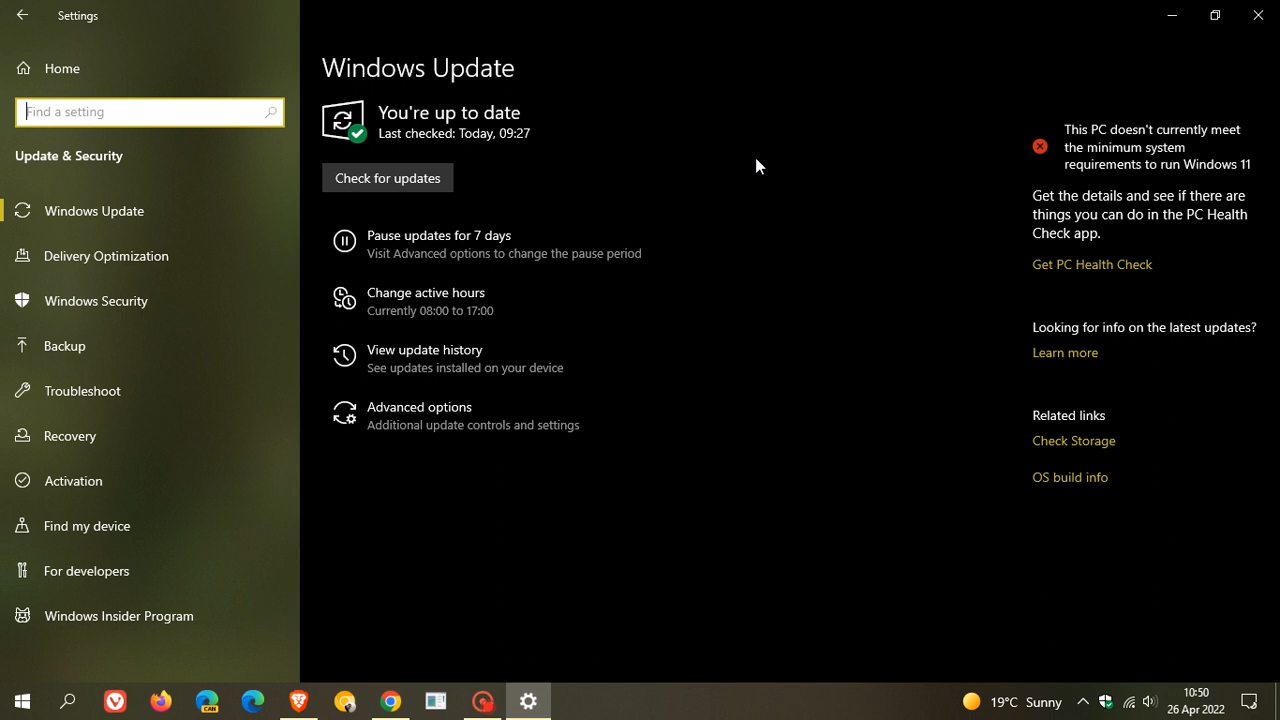 Settings
Home
Find a setting
Update & Security
Windows Update
Delivery Optimization
Windows Security
Backup
Troubleshoot
Recovery
Activation
Find my device
For developers
Windows Insider Program
Windows Update
You're up to date
Last checked: Today, 09:27
Check for updates
Pause updates for 7 days
Visit Advanced options to change the pause period
Change active hours
Currently 08:00 to 17:00
View update history
See updates installed on your device
Advanced options
Additional update controls and settings
This PC doesn't currently meet
the minimum system
requirements to run Windows 11
Get the details and see if there are
things you can do in the PC Health
Check app.
Get PC Health Check
Looking for info on the latest updates?
Learn more
Related links
Check Storage
OS build info
CAN
19°C Sunny
10:50
26 Apr 2022